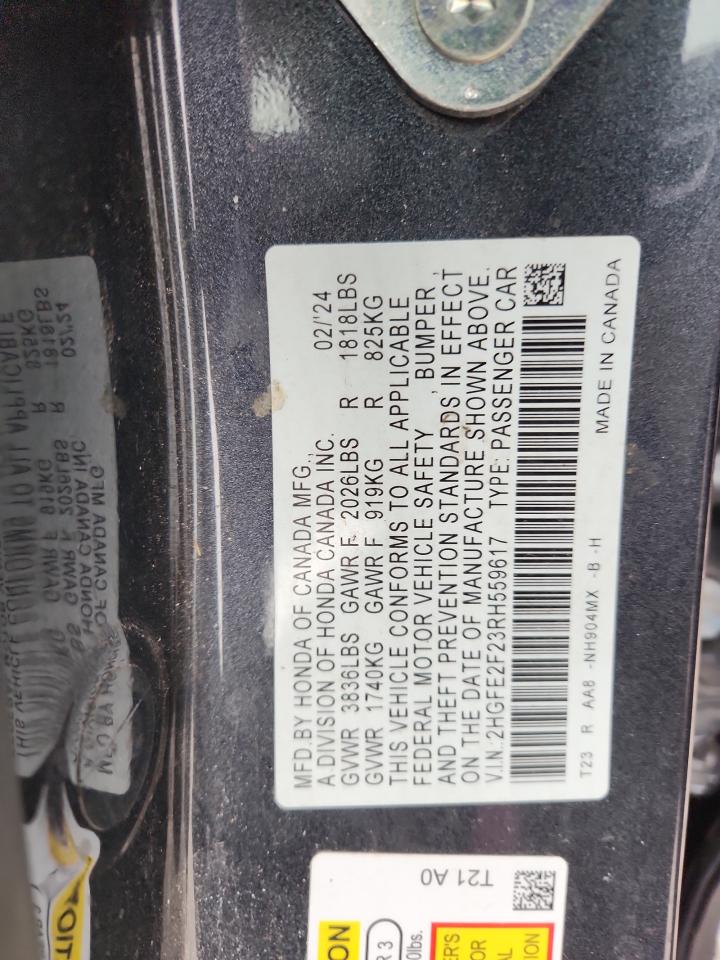 MFD.BY HONDA OF CANADA MFG.,
A DIVISION OF HONDA CANADA INC. 02/'24
GVWR 3836LBS GAWR F 2026LBS R 1818LBS
GVWR 1740KG GAWR F 919KG R 825KG
THIS VEHICLE CONFORMS TO ALL APPLICABLE
FEDERAL MOTOR VEHICLE SAFETY , BUMPER ,
AND THEFT PREVENTION STANDARDS IN EFFECT
ON THE DATE OF MANUFACTURE SHOWN ABOVE.
V.I.N.:2HGFE2F23RH559617 TYPE: PASSENGER CAR
T23 R AA8 -NH904MX -B -H
MADE IN CANADA
T21 A0